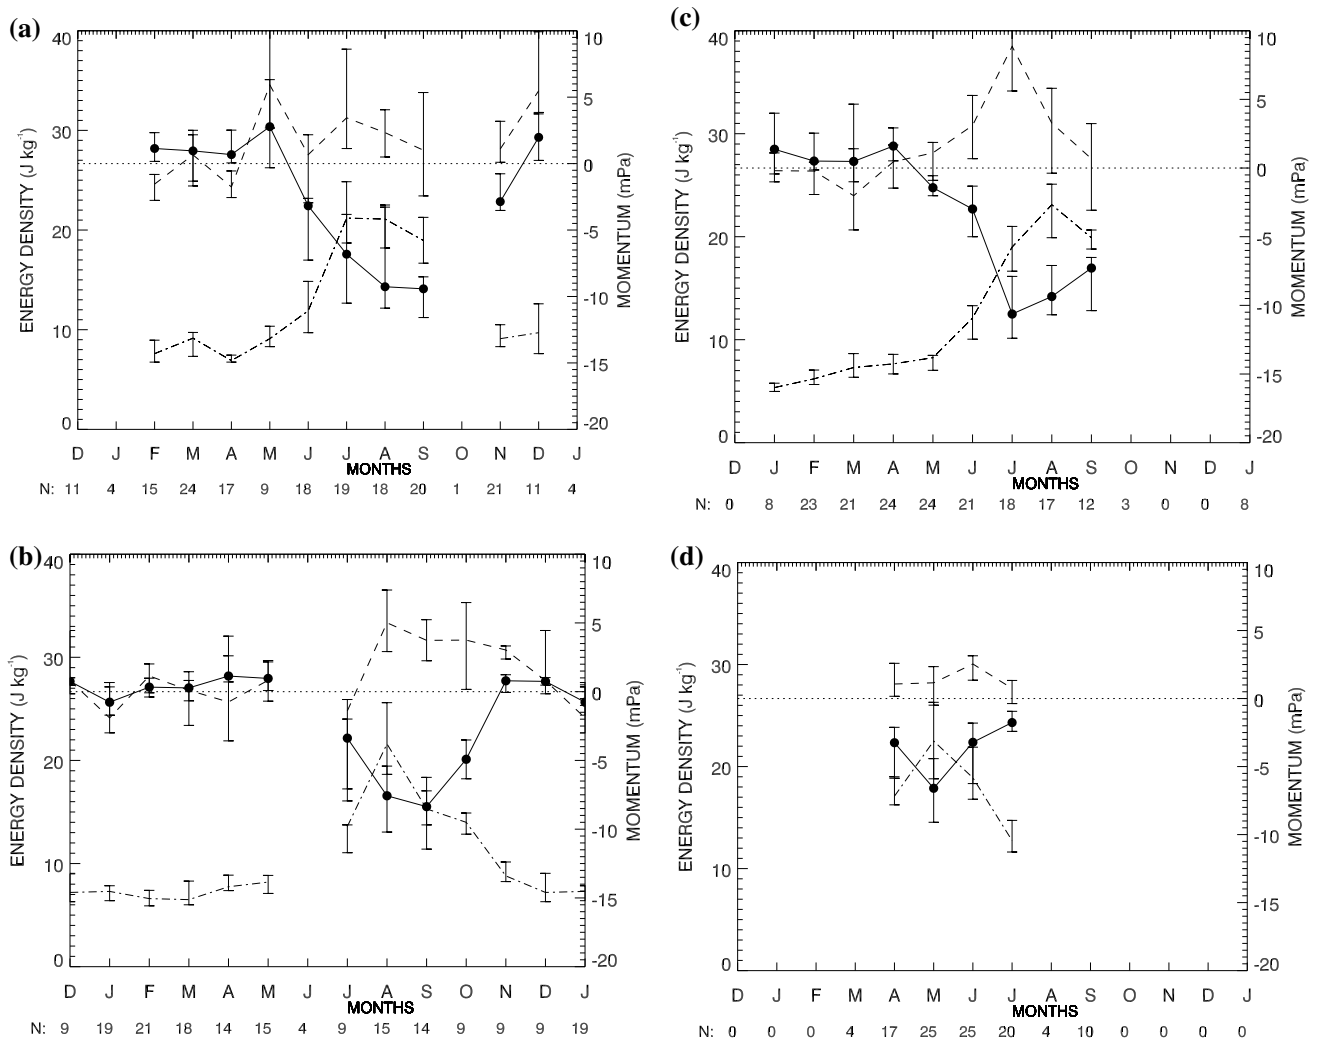 (a)
40
30
20
10
0
ENERGY DENSITY (J kg-1)
10
5
0
-5
-10
-15
-20
MOMENTUM (mPa)
D J F M A M J J A S O N D J
MONTHS
N: 11 4 15 24 17 9 18 19 18 20 1 21 11 4
(c)
40
30
20
10
0
ENERGY DENSITY (J kg-1)
10
5
0
-5
-10
-15
-20
MOMENTUM (mPa)
D J F M A M J J A S O N D J
MONTHS
N: 0 8 23 21 24 24 21 18 17 12 3 0 0 8
(b)
40
30
20
10
0
ENERGY DENSITY (J kg-1)
10
5
0
-5
-10
-15
-20
MOMENTUM (mPa)
D J F M A M J J A S O N D J
MONTHS
N: 9 19 21 18 14 15 4 9 15 14 9 9 9 19
(d)
40
30
20
10
0
ENERGY DENSITY (J kg-1)
10
5
0
-5
-10
-15
-20
MOMENTUM (mPa)
D J F M A M J J A S O N D J
MONTHS
N: 0 0 0 4 17 25 25 20 4 10 0 0 0 0